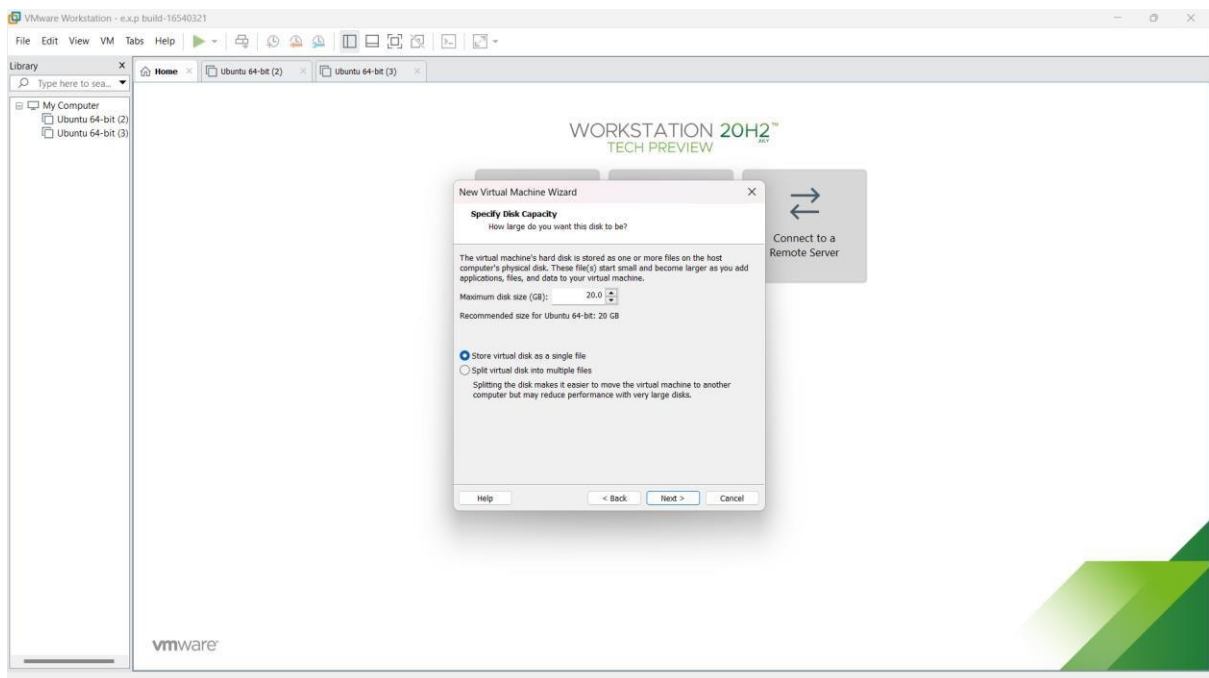 VMware Workstation - e.x.p build-16540321
File Edit View VM Tabs Help
Library X
Type here to sea...
Home
Ubuntu 64-bit (2)
Ubuntu 64-bit (3)
My Computer
Ubuntu 64-bit (2)
Ubuntu 64-bit (3)
WORKSTATION 20H2™
JULY
TECH PREVIEW
Connect to a
Remote Server
New Virtual Machine Wizard
Specify Disk Capacity
How large do you want this disk to be?
The virtual machine's hard disk is stored as one or more files on the host
computer's physical disk. These file(s) start small and become larger as you add
applications, files, and data to your virtual machine.
Maximum disk size (GB): 20.0
Recommended size for Ubuntu 64-bit: 20 GB
Store virtual disk as a single file
Split virtual disk into multiple files
Splitting the disk makes it easier to move the virtual machine to another
computer but may reduce performance with very large disks.
Help < Back Next > Cancel
vmware